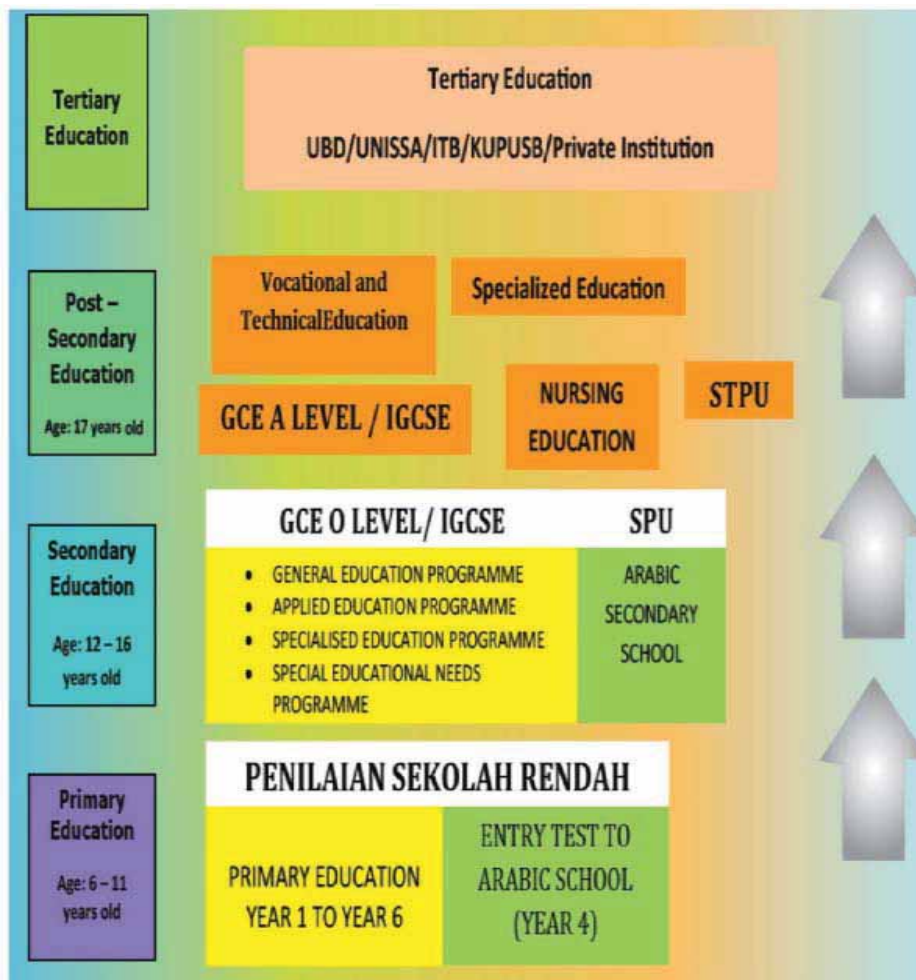 Tertiary
Education
Tertiary Education
UBD/UNISSA/ITB/KUPUSB/Private Institution
Post –
Secondary
Education
Age: 17 years old
Vocational and
TechnicalEducation
Specialized Education
GCE A LEVEL / IGCSE
NURSING
EDUCATION
STPU
Secondary
Education
Age: 12 – 16
years old
GCE O LEVEL/ IGCSE
• GENERAL EDUCATION PROGRAMME
• APPLIED EDUCATION PROGRAMME
• SPECIALISED EDUCATION PROGRAMME
• SPECIAL EDUCATIONAL NEEDS
PROGRAMME
SPU
ARABIC
SECONDARY
SCHOOL
Primary
Education
Age: 6 – 11
years old
PENILAIAN SEKOLAH RENDAH
PRIMARY EDUCATION
YEAR 1 TO YEAR 6
ENTRY TEST TO
ARABIC SCHOOL
(YEAR 4)